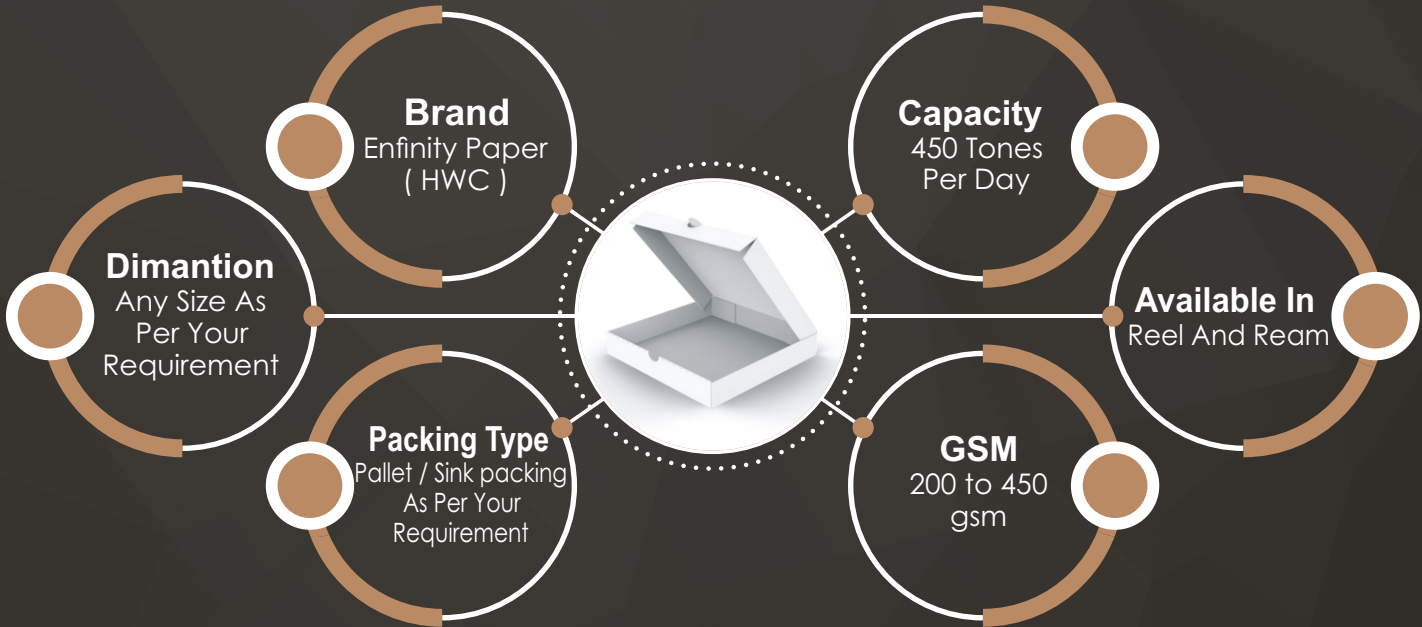 Brand
Enfinity Paper
( HWC )
Capacity
450 Tones
Per Day
Dimantion
Any Size As
Per Your
Requirement
Available In
Reel And Ream
Packing Type
Pallet / Sink packing
As Per Your
Requirement
GSM
200 to 450
gsm